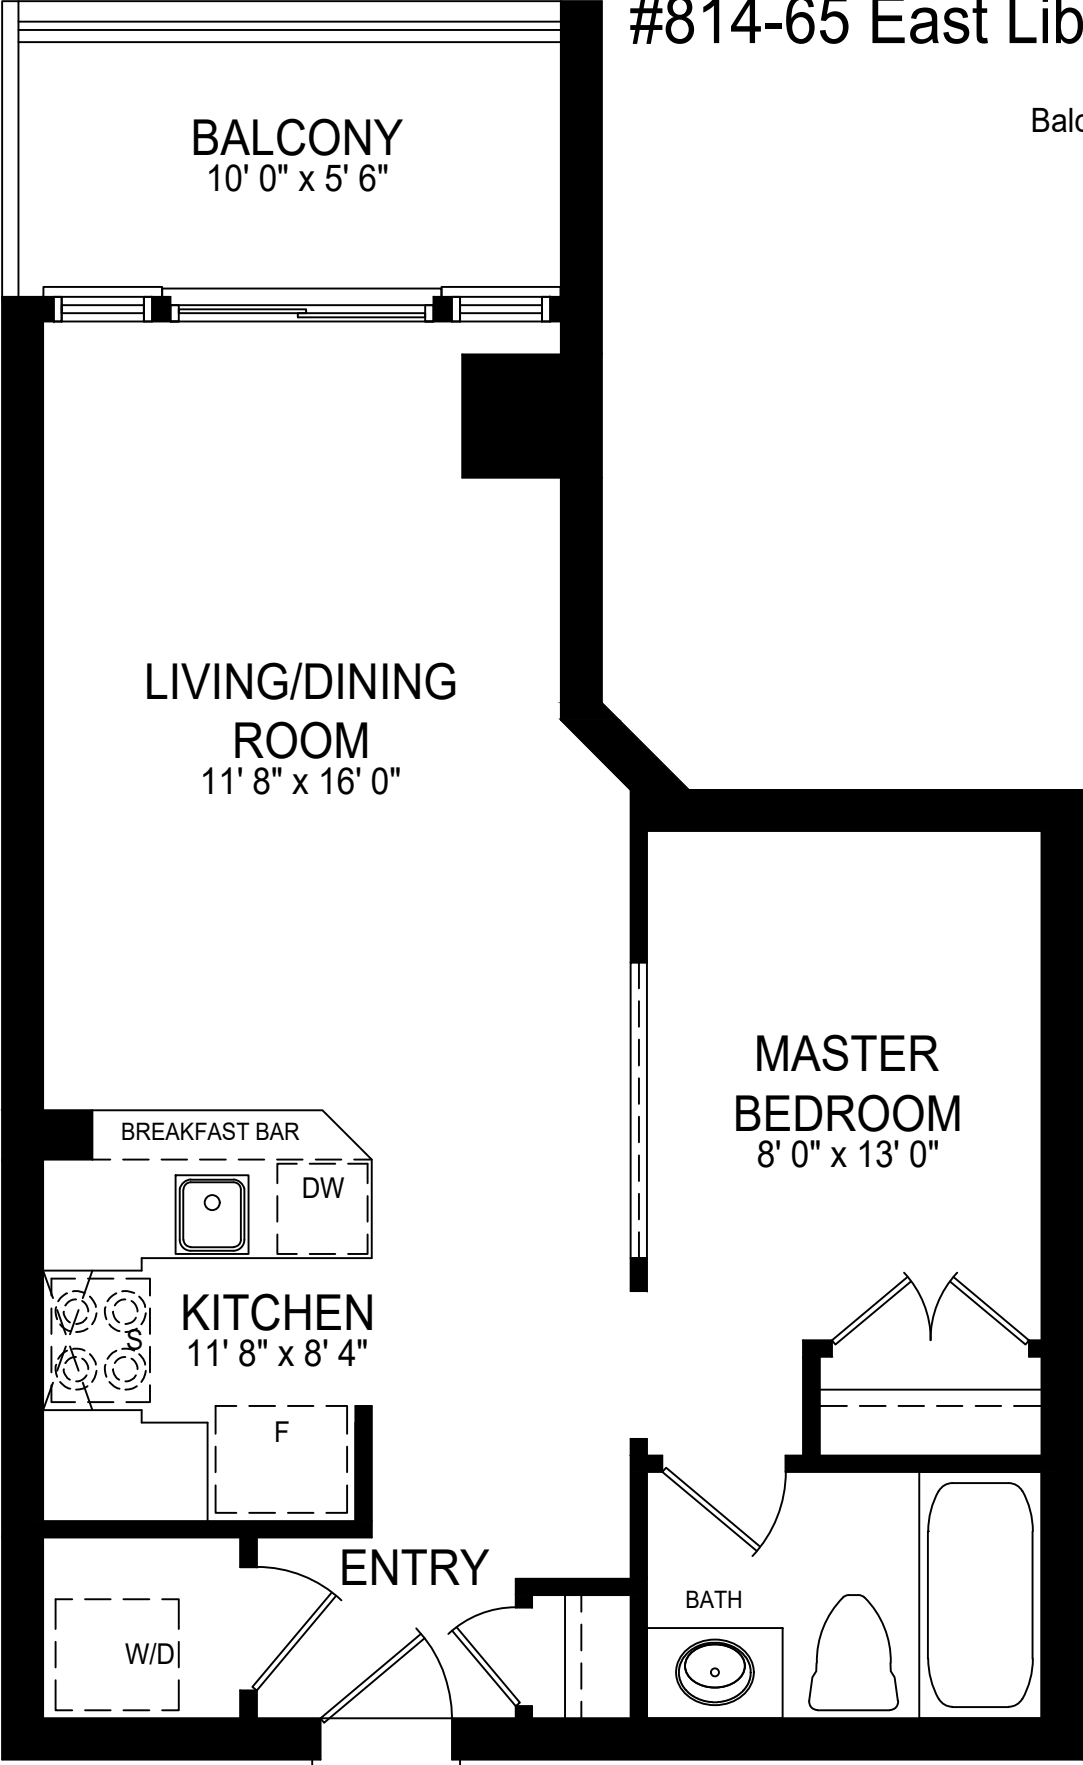 #814-65 East Lib
Balc
BALCONY
10' 0" x 5' 6"
LIVING/DINING
ROOM
11' 8" x 16' 0"
MASTER
BEDROOM
8' 0" x 13' 0"
BREAKFAST BAR
DW
KITCHEN
11' 8" x 8' 4"
S
F
ENTRY
BATH
W/D